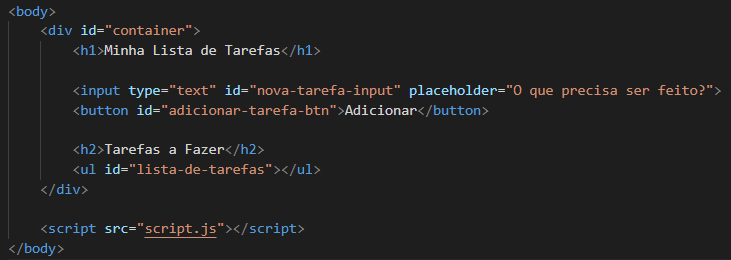 <body>
<div id="container">
<h1>Minha Lista de Tarefas</h1>
<input type="text" id="nova-tarefa-input" placeholder="O que precisa ser feito?">
<button id="adicionar-tarefa-btn">Adicionar</button>
<h2>Tarefas a Fazer</h2>
<ul id="lista-de-tarefas"></ul>
</div>
<script src="script.js"></script>
</body>